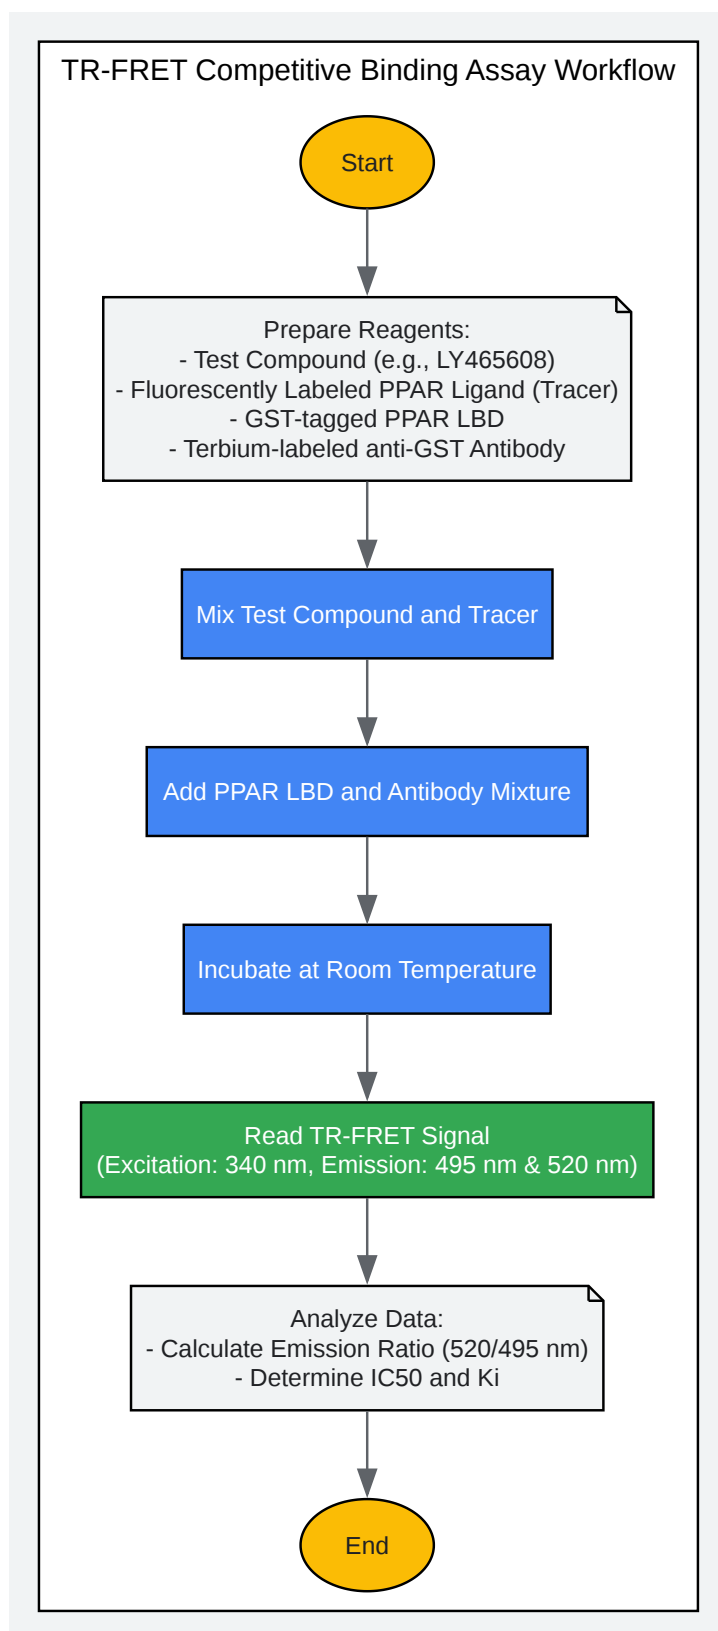 TR-FRET Competitive Binding Assay Workflow
Start
Prepare Reagents:
- Test Compound (e.g., LY465608)
- Fluorescently Labeled PPAR Ligand (Tracer)
- GST-tagged PPAR LBD
- Terbium-labeled anti-GST Antibody
Mix Test Compound and Tracer
Add PPAR LBD and Antibody Mixture
Incubate at Room Temperature
Read TR-FRET Signal
(Excitation: 340 nm, Emission: 495 nm & 520 nm)
Analyze Data:
- Calculate Emission Ratio (520/495 nm)
- Determine IC50 and Ki
End